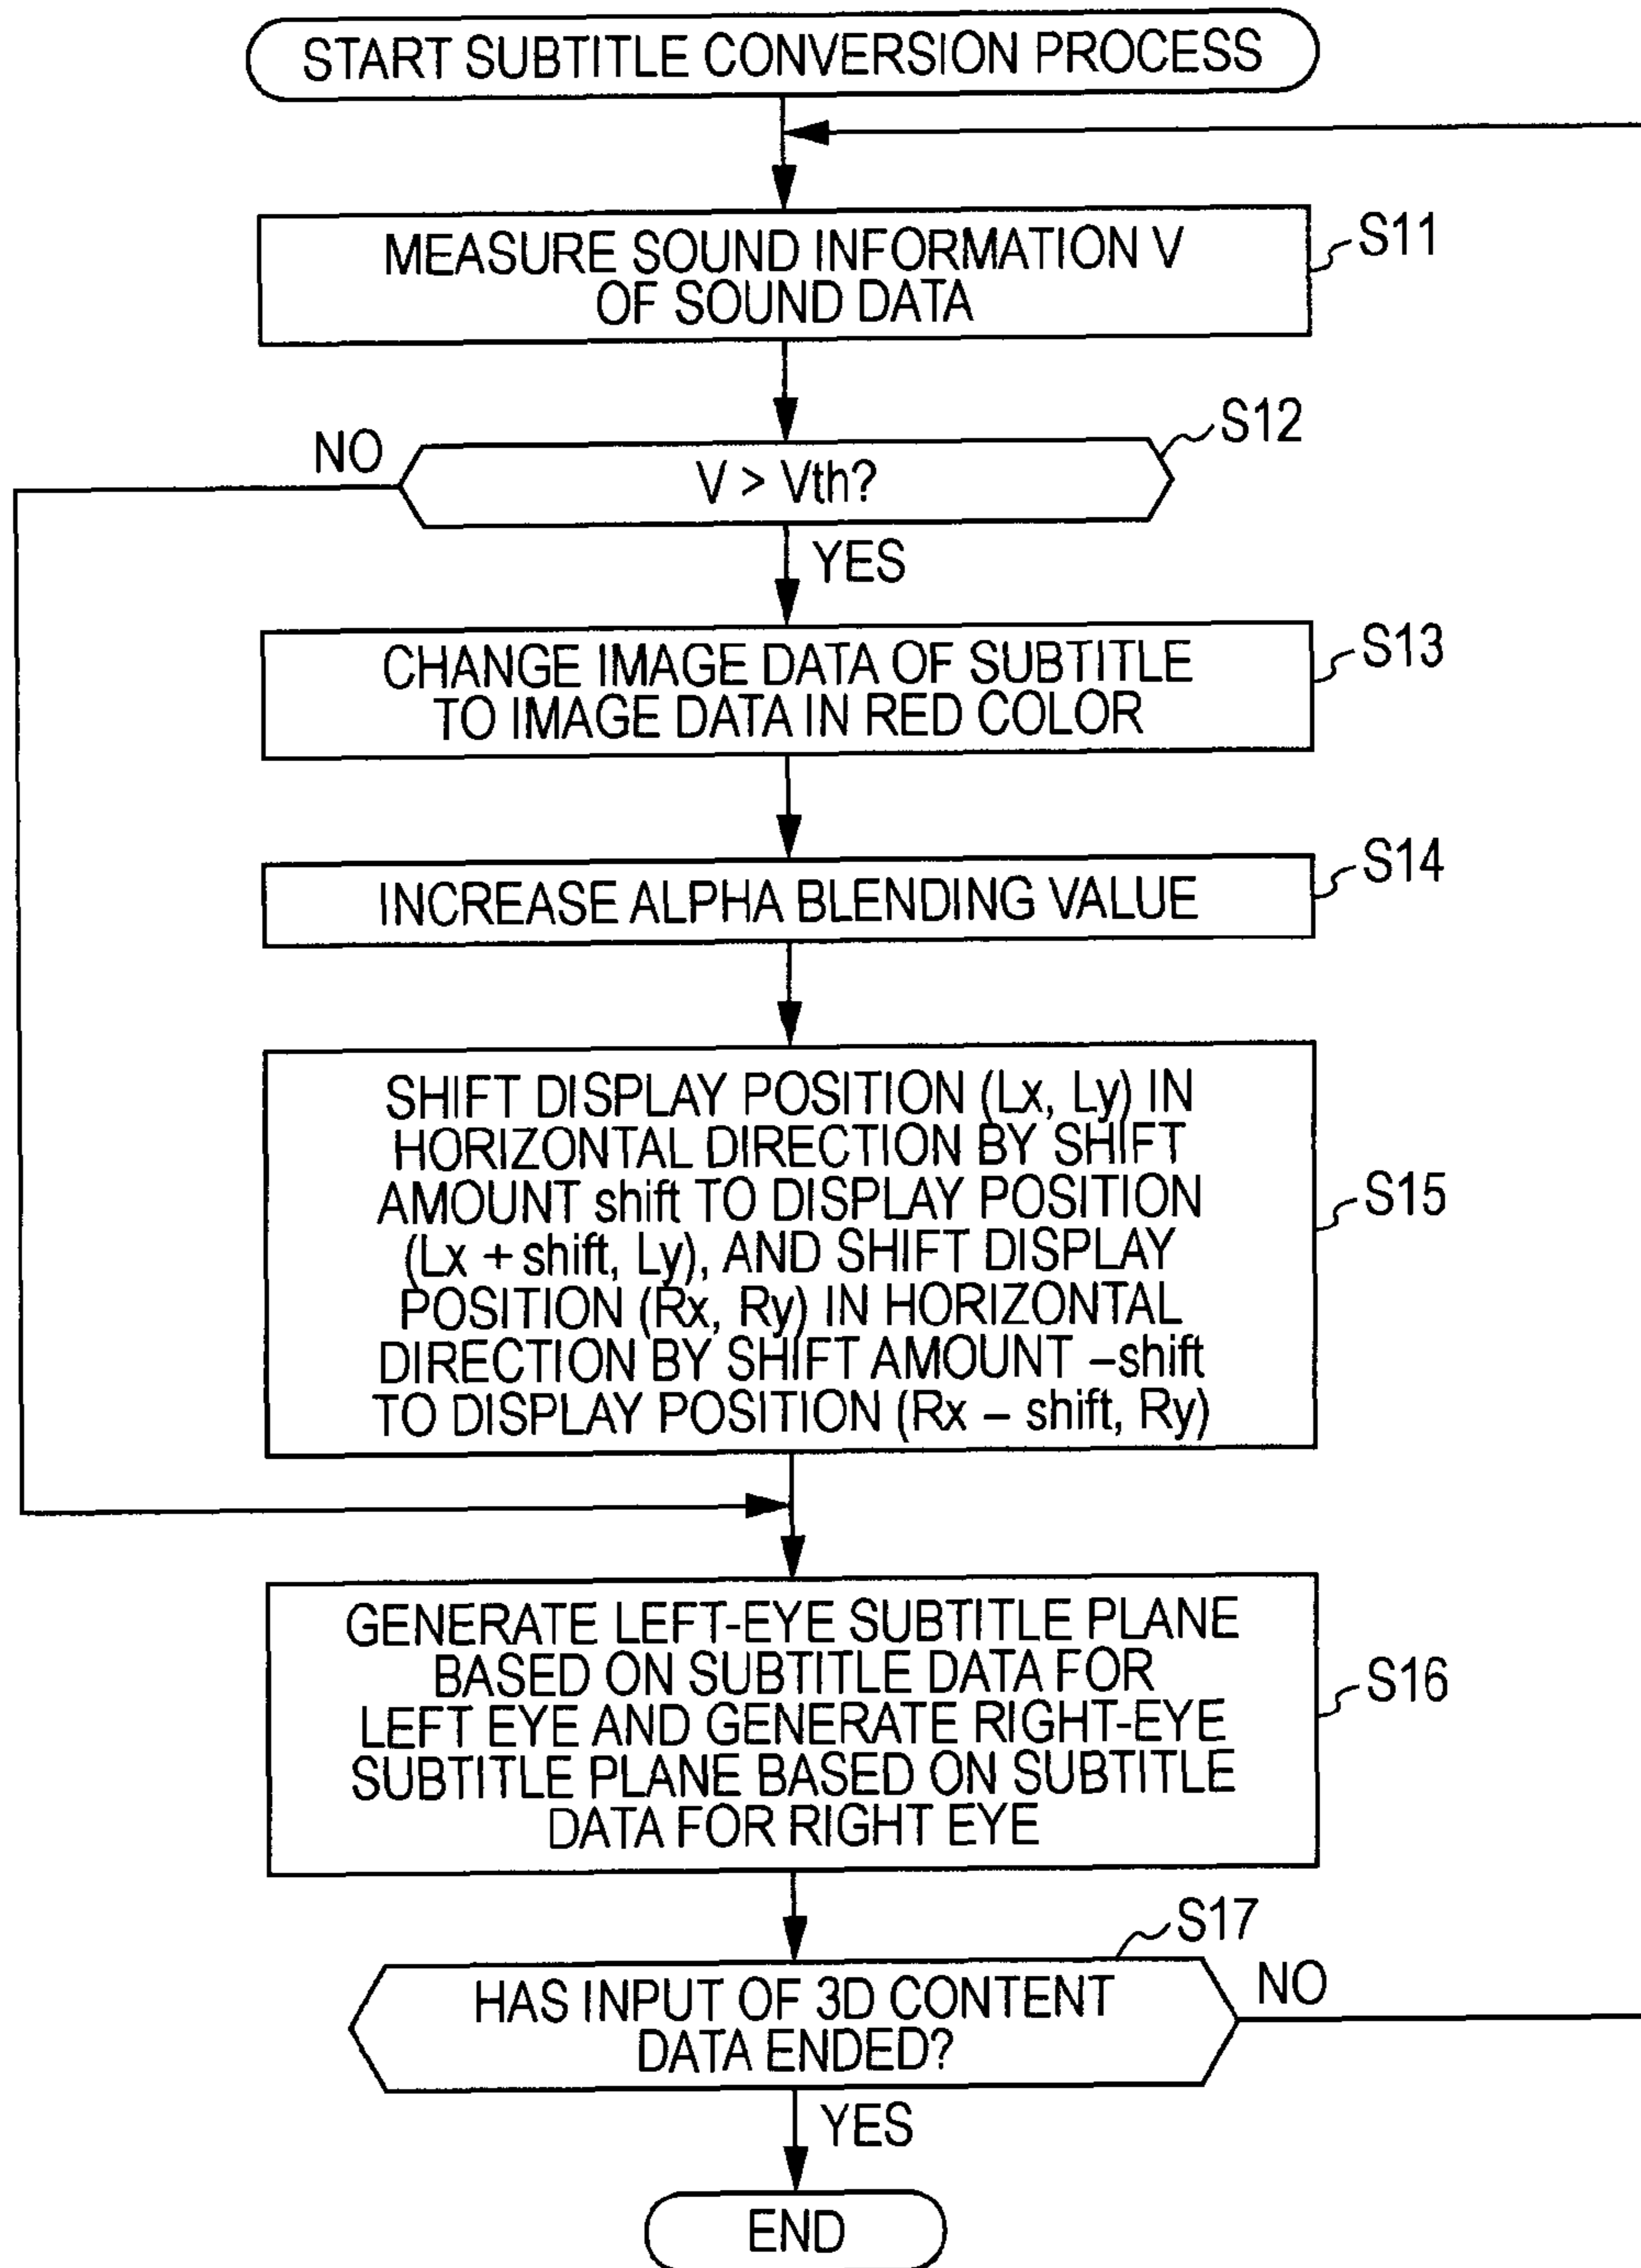 START SUBTITLE CONVERSION PROCESS
MEASURE SOUND INFORMATION V
OF SOUND DATA
S11
NO
V > Vth?
S12
YES
CHANGE IMAGE DATA OF SUBTITLE
TO IMAGE DATA IN RED COLOR
S13
INCREASE ALPHA BLENDING VALUE
S14
SHIFT DISPLAY POSITION (Lx, Ly) IN
HORIZONTAL DIRECTION BY SHIFT
AMOUNT shift TO DISPLAY POSITION
(Lx + shift, Ly), AND SHIFT DISPLAY
POSITION (Rx, Ry) IN HORIZONTAL
DIRECTION BY SHIFT AMOUNT –shift
TO DISPLAY POSITION (Rx – shift, Ry)
S15
GENERATE LEFT-EYE SUBTITLE PLANE
BASED ON SUBTITLE DATA FOR
LEFT EYE AND GENERATE RIGHT-EYE
SUBTITLE PLANE BASED ON SUBTITLE
DATA FOR RIGHT EYE
S16
S17
HAS INPUT OF 3D CONTENT
DATA ENDED?
NO
YES
END